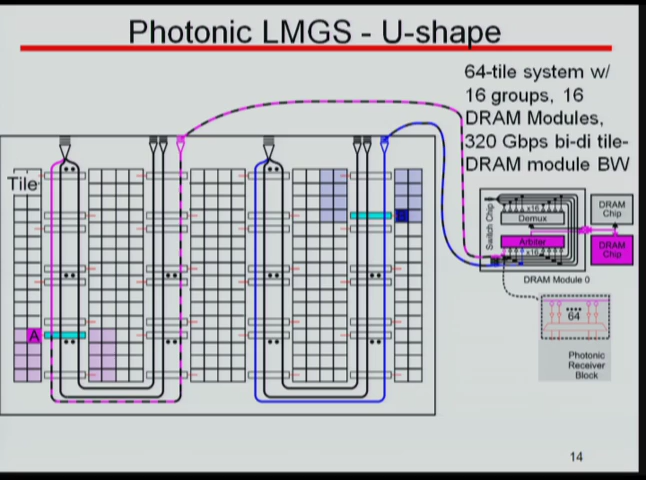 Photonic LMGS - U-shape
64-tile system w/
16 groups, 16
DRAM Modules,
320 Gbps bi-di tile-
DRAM module BW
Tile
A
B
Switch Chip
x16
Demux
Arbiter
DRAM
Chip
DRAM
Chip
DRAM Module 0
64
Photonic
Receiver
Block
14